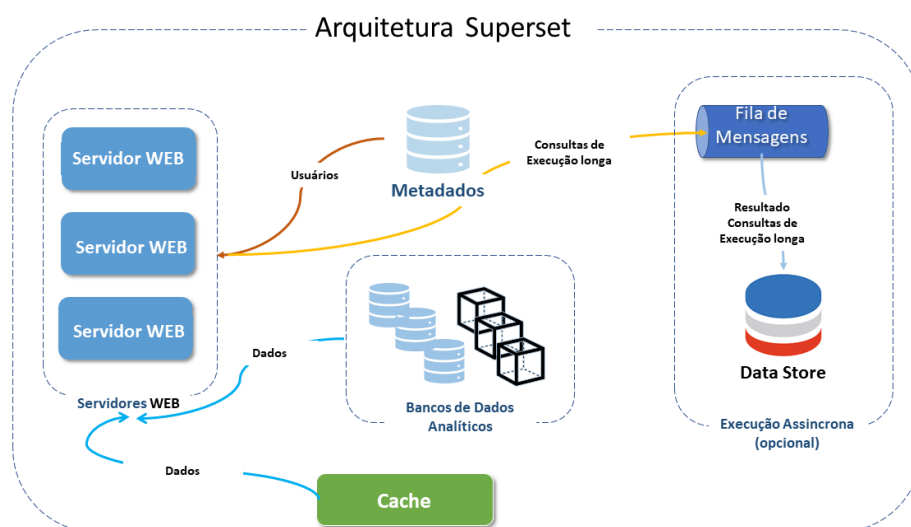 Arquitetura Superset
Servidor WEB
Servidor WEB
Servidor WEB
Servidores WEB
Usuários
Metadados
Consultas de
Execução longa
Fila de
Mensagens
Resultado
Consultas de
Execução longa
Data Store
Execução Assincrona
(opcional)
Dados
Bancos de Dados
Analíticos
Dados
Cache